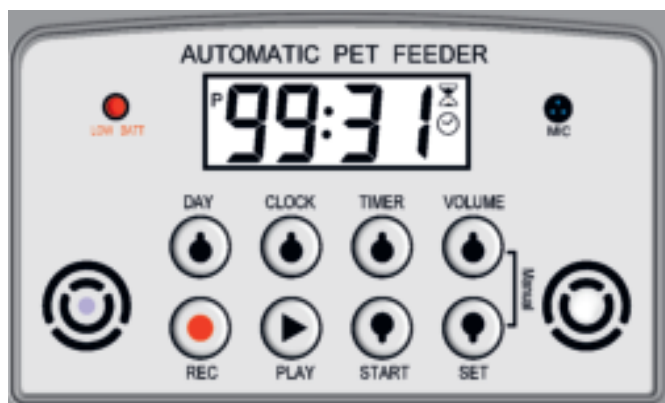 AUTOMATIC PET FEEDER
P 99:31
LOW BATT
MIC
DAY CLOCK TIMER VOLUME
Manual
REC PLAY START SET